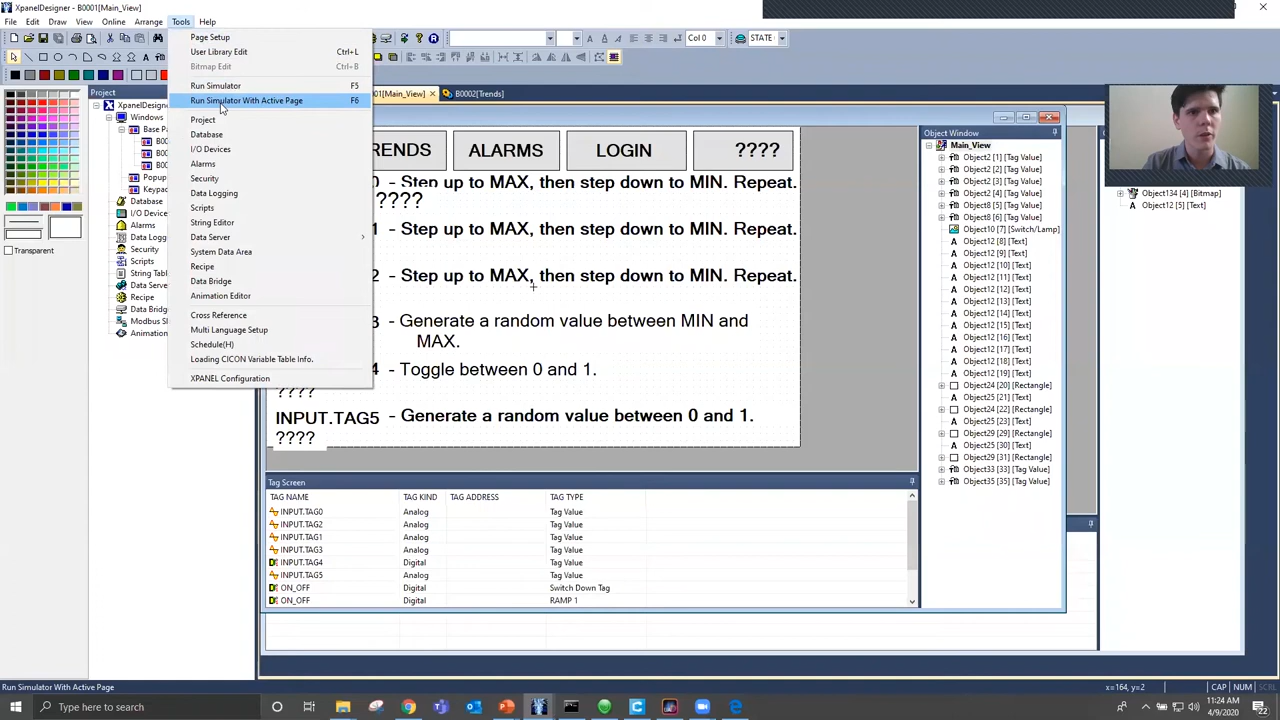 XpanelDesigner - B0001[Main_View]
File Edit Draw View Online Arrange Tools Help
Col 0 STATE
Page Setup
User Library Edit Ctrl+L
Bitmap Edit Ctrl+B
Run Simulator F5
Run Simulator With Active Page F6
Project
Database
I/O Devices
Alarms
Security
Data Logging
Scripts
String Editor
Data Server
System Data Area
Recipe
Data Bridge
Animation Editor
Cross Reference
Multi Language Setup
Schedule(H)
Loading CICON Variable Table Info.
XPANEL Configuration
Transparent
Project
XpanelDesign
Windows
Base Pa
B00
B00
B00
Popup
Keypac
Database
I/O Device
Alarms
Data Logg
Security
Scripts
String Table
Data Serve
Recipe
Data Bridg
Modbus Sl
Animation
01[Main_View] B0002[Trends]
RENDS ALARMS LOGIN ????
0 - Step up to MAX, then step down to MIN. Repeat.
????
1 - Step up to MAX, then step down to MIN. Repeat.
2 - Step up to MAX, then step down to MIN. Repeat.
3 - Generate a random value between MIN and
MAX.
4 - Toggle between 0 and 1.
????
INPUT.TAG5 - Generate a random value between 0 and 1.
????
Tag Screen
TAG NAME TAG KIND TAG ADDRESS TAG TYPE
INPUT.TAG0 Analog Tag Value
INPUT.TAG2 Analog Tag Value
INPUT.TAG1 Analog Tag Value
INPUT.TAG3 Analog Tag Value
INPUT.TAG4 Digital Tag Value
INPUT.TAG5 Analog Tag Value
ON_OFF Digital Switch Down Tag
ON_OFF Digital RAMP 1
Object Window
Main_View
Object2 [1] [Tag Value]
Object2 [2] [Tag Value]
Object2 [3] [Tag Value]
Object2 [4] [Tag Value]
Object8 [5] [Tag Value]
Object8 [6] [Tag Value]
Object10 [7] [Switch/Lamp]
Object12 [8] [Text]
Object12 [9] [Text]
Object12 [10] [Text]
Object12 [11] [Text]
Object12 [12] [Text]
Object12 [13] [Text]
Object12 [14] [Text]
Object12 [15] [Text]
Object12 [16] [Text]
Object12 [17] [Text]
Object12 [18] [Text]
Object12 [19] [Text]
Object24 [20] [Rectangle]
Object25 [21] [Text]
Object24 [22] [Rectangle]
Object25 [23] [Text]
Object29 [29] [Rectangle]
Object25 [30] [Text]
Object29 [31] [Rectangle]
Object33 [33] [Tag Value]
Object35 [35] [Tag Value]
Object134 [4] [Bitmap]
Object12 [5] [Text]
Run Simulator With Active Page x=164, y=2 CAP NUM SCRL
Type here to search
11:24 AM
4/9/2020